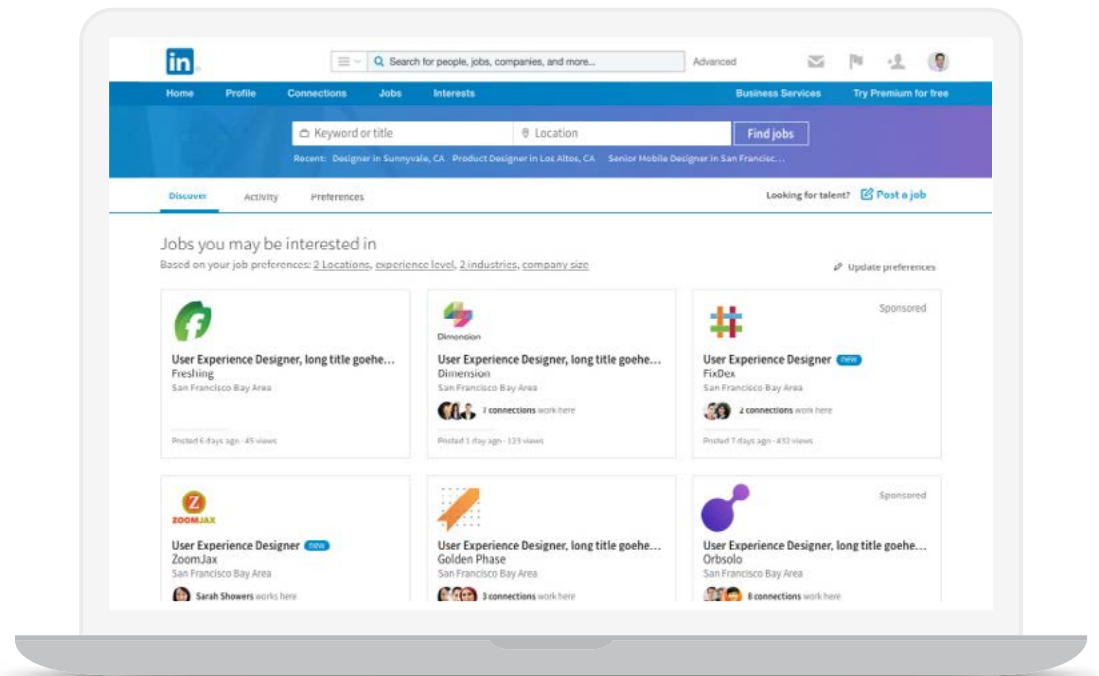 in
Search for people, jobs, companies, and more...
Advanced
Home Profile Connections Jobs Interests Business Services Try Premium for free
Keyword or title Location Find jobs
Recent: Designer in Sunnyvale, CA Product Designer in Los Altos, CA Senior Mobile Designer in San Francisc...
Discover Activity Preferences Looking for talent? Post a job
Jobs you may be interested in
Based on your job preferences: 2 Locations, experience level, 2 industries, company size
Update preferences
User Experience Designer, long title goehe...
Freshing
San Francisco Bay Area
Posted 6 days ago · 45 views
Dimension
User Experience Designer, long title goehe...
Dimension
San Francisco Bay Area
7 connections work here
Posted 1 day ago · 123 views
Sponsored
User Experience Designer new
FixDex
San Francisco Bay Area
2 connections work here
Posted 7 days ago · 432 views
Z
ZOOMJAX
User Experience Designer new
ZoomJax
San Francisco Bay Area
Sarah Showers works here
User Experience Designer, long title goehe...
Golden Phase
San Francisco Bay Area
3 connections work here
Sponsored
User Experience Designer, long title goehe...
Orbsolo
San Francisco Bay Area
8 connections work here